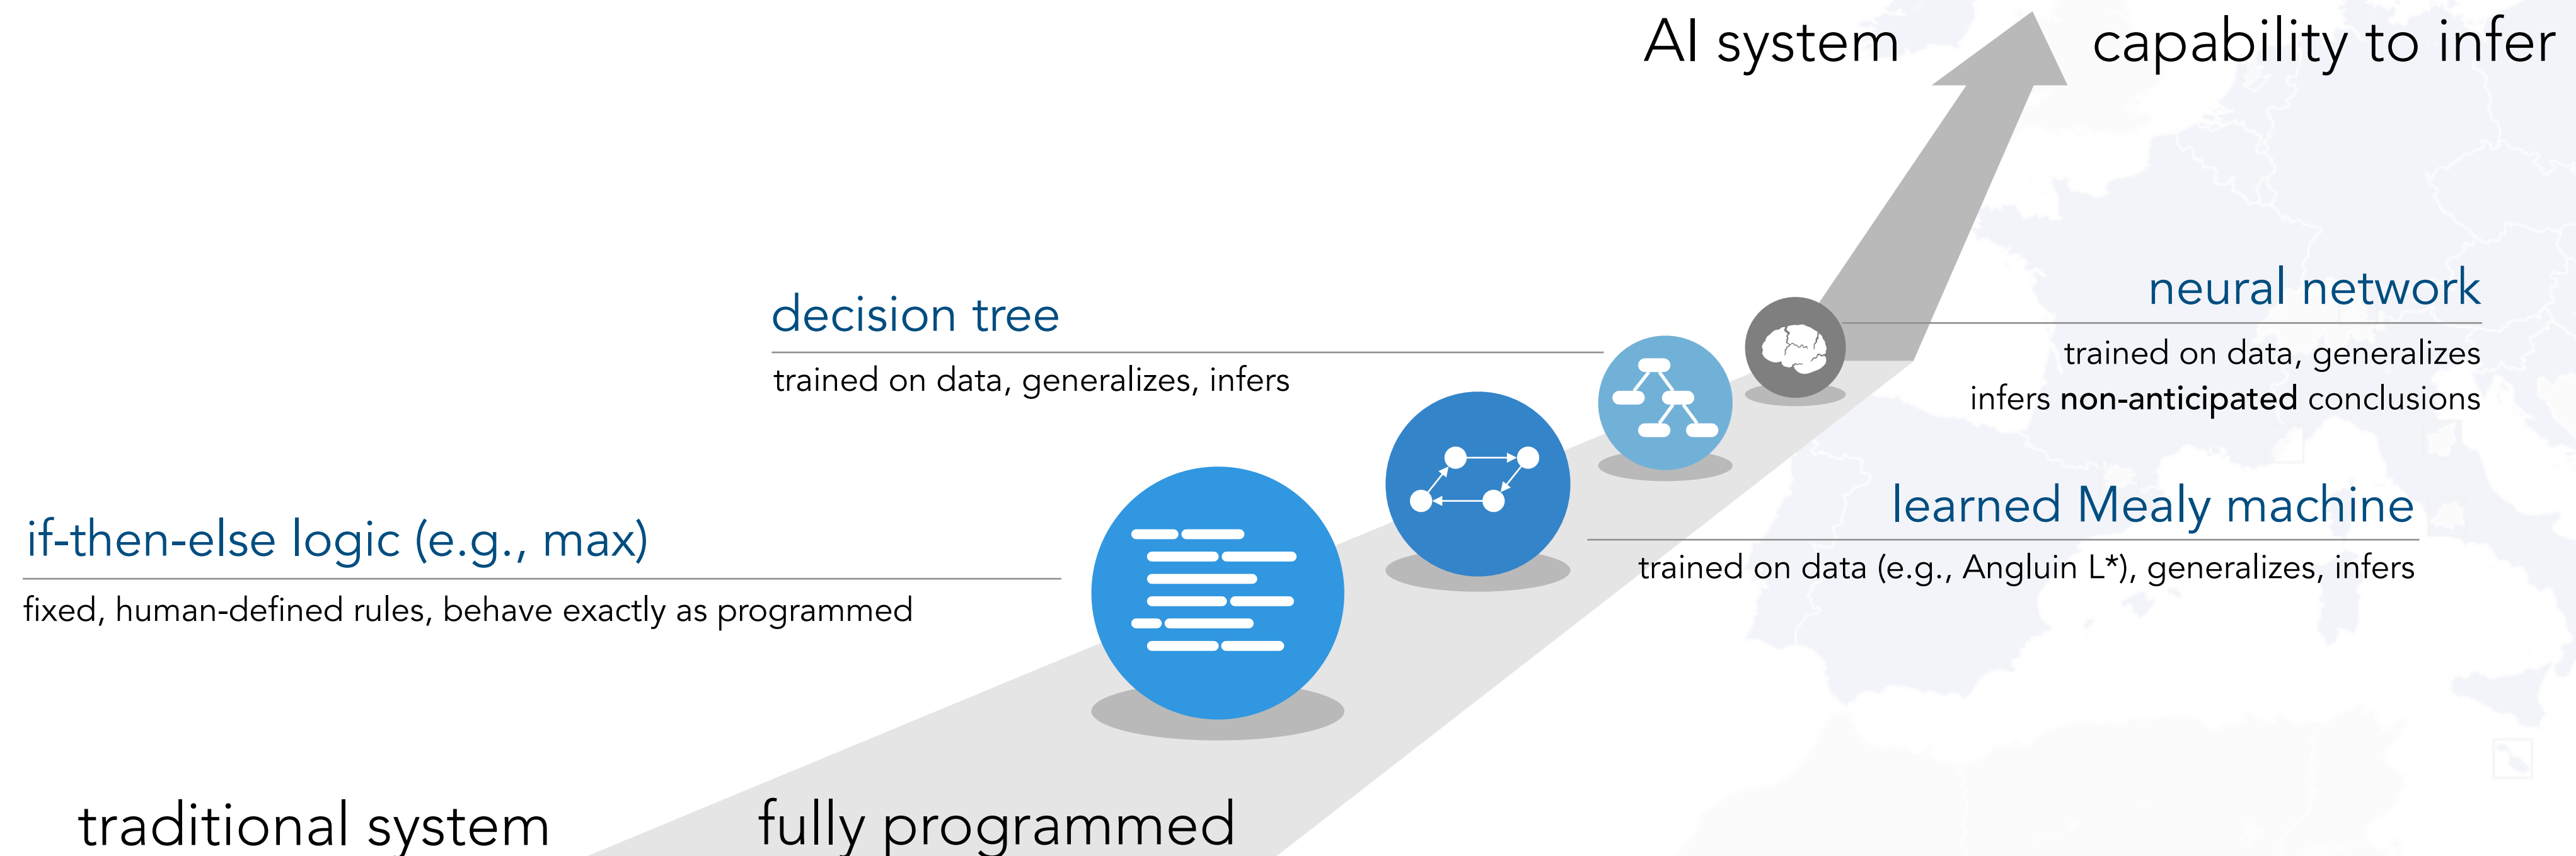 AI system
capability to infer
neural network
trained on data, generalizes
infers non-anticipated conclusions
decision tree
trained on data, generalizes, infers
learned Mealy machine
trained on data (e.g., Angluin L*), generalizes, infers
if-then-else logic (e.g., max)
fixed, human-defined rules, behave exactly as programmed
traditional system
fully programmed